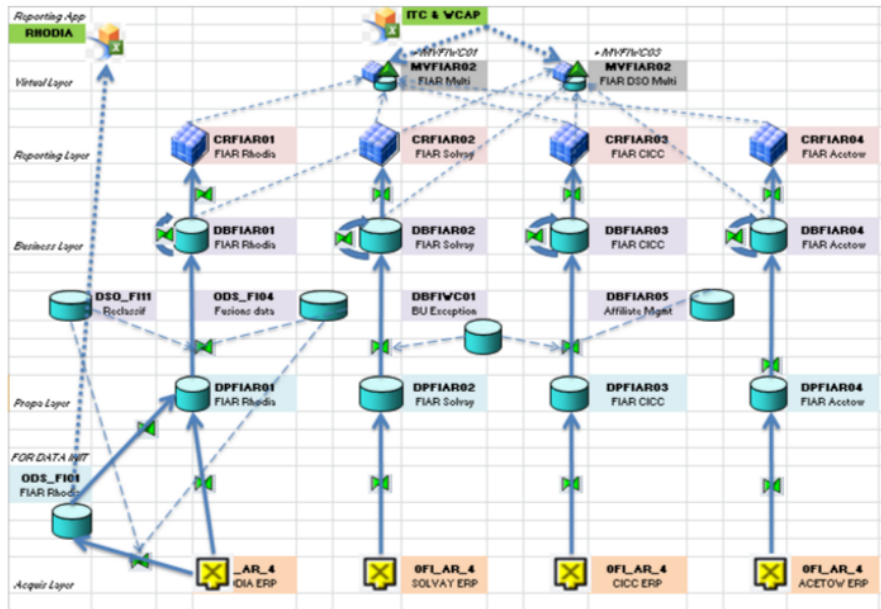 Reporting App
ITC & WCAP
RHODIA
+ MVFIWC01
+ MVFIWC03
MVFIAR02
MVFIAR02
Virtual Layer
FIAR Multi
FIAR DSO Multi
CRFIAR01
CRFIAR02
CRFIAR03
CRFIAR04
Reporting Layer
FIAR Rhodia
FIAR Solvay
FIAR CICC
FIAR Acetow
DBFIAR01
DBFIAR02
DBFIAR03
DBFIAR04
Business Layer
FIAR Rhodia
FIAR Solvay
FIAR CICC
FIAR Acetow
DSO_FI11
ODS_FI04
DBFIWC01
DBFIAR05
Reclassif
Fusions data
BU Exception
Affiliate Mgmt
DPFIAR01
DPFIAR02
DPFIAR03
DPFIAR04
Propa Layer
FIAR Rhodia
FIAR Solvay
FIAR CICC
FIAR Acetow
FOR DATA INIT
ODS_FI01
FIAR Rhodia
_AR_4
0FI_AR_4
0FI_AR_4
0FI_AR_4
Acquis Layer
DIA ERP
SOLVAY ERP
CICC ERP
ACETOW ERP